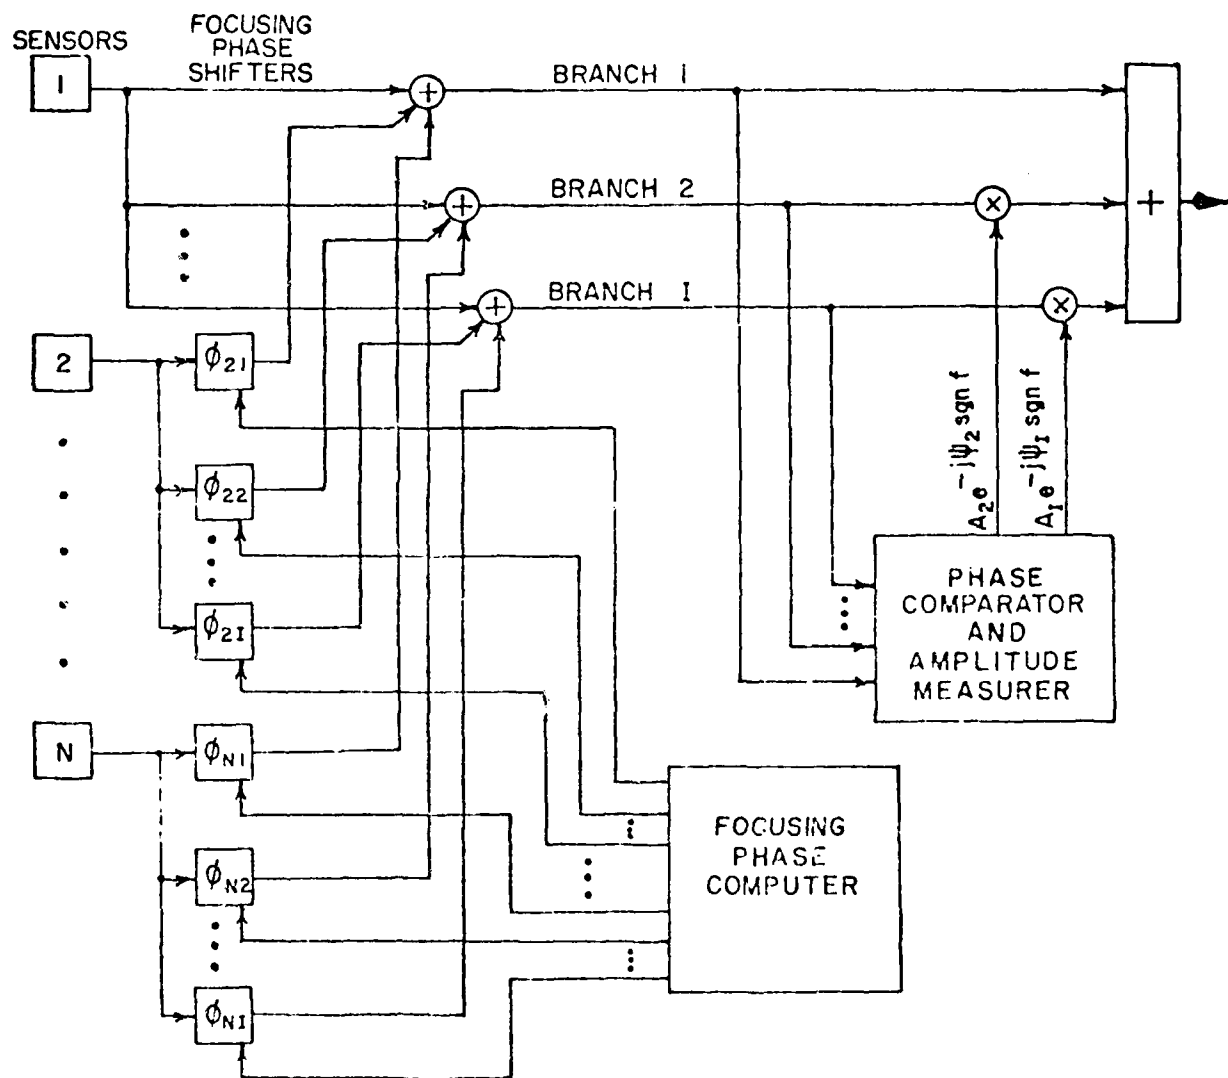 SENSORS
FOCUSING
PHASE
SHIFTERS
1
BRANCH 1
BRANCH 2
BRANCH I
+
+
+
+
×
×
2
ϕ21
ϕ22
ϕ2I
A2e^-jψ2 sgn f
AIe^-jψI sgn f
PHASE
COMPARATOR
AND
AMPLITUDE
MEASURER
N
ϕN1
ϕN2
ϕNI
FOCUSING
PHASE
COMPUTER